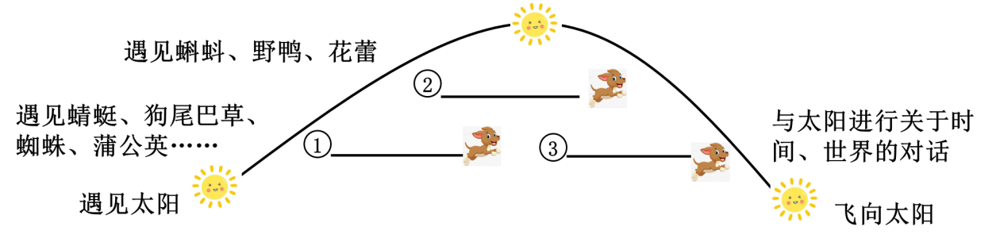 遇见蝌蚪、野鸭、花蕾
②
遇见蜻蜓、狗尾巴草、
蜘蛛、蒲公英……
①
③
与太阳进行关于时
间、世界的对话
遇见太阳
飞向太阳